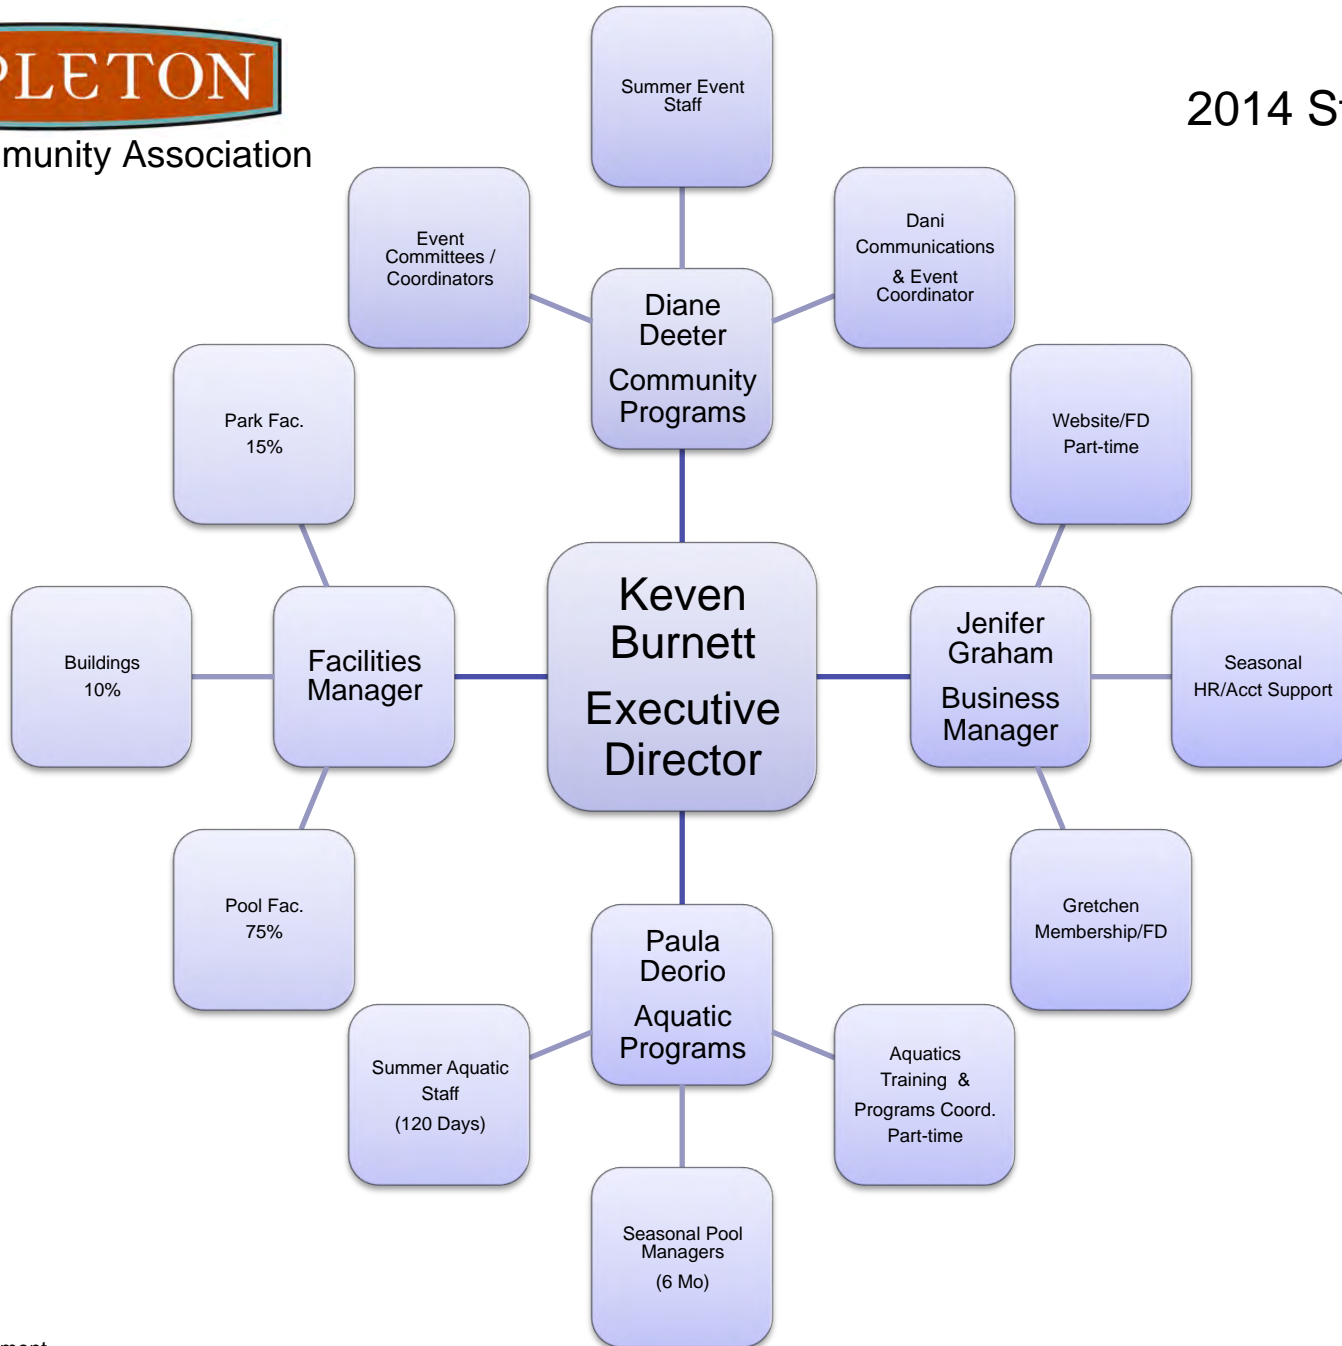 PLETON
munity Association
2014 St
Summer Event
Staff
Event
Committees /
Coordinators
Dani
Communications
& Event
Coordinator
Diane
Deeter
Community
Programs
Park Fac.
15%
Website/FD
Part-time
Buildings
10%
Facilities
Manager
Keven
Burnett
Executive
Director
Jenifer
Graham
Business
Manager
Seasonal
HR/Acct Support
Pool Fac.
75%
Gretchen
Membership/FD
Paula
Deorio
Aquatic
Programs
Summer Aquatic
Staff
(120 Days)
Aquatics
Training &
Programs Coord.
Part-time
Seasonal Pool
Managers
(6 Mo)